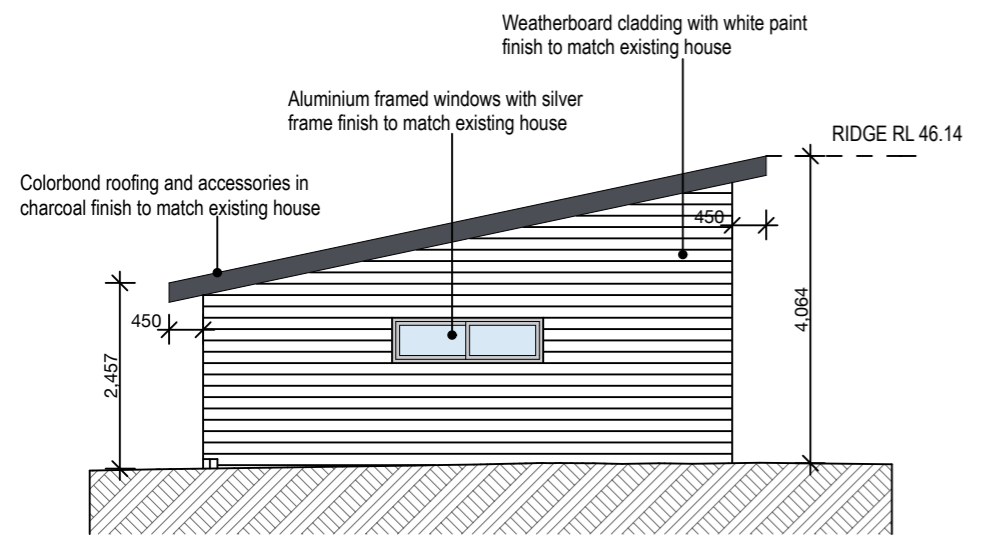 Weatherboard cladding with white paint
finish to match existing house
Aluminium framed windows with silver
frame finish to match existing house
RIDGE RL 46.14
Colorbond roofing and accessories in
charcoal finish to match existing house
450
450
4,064
2,457